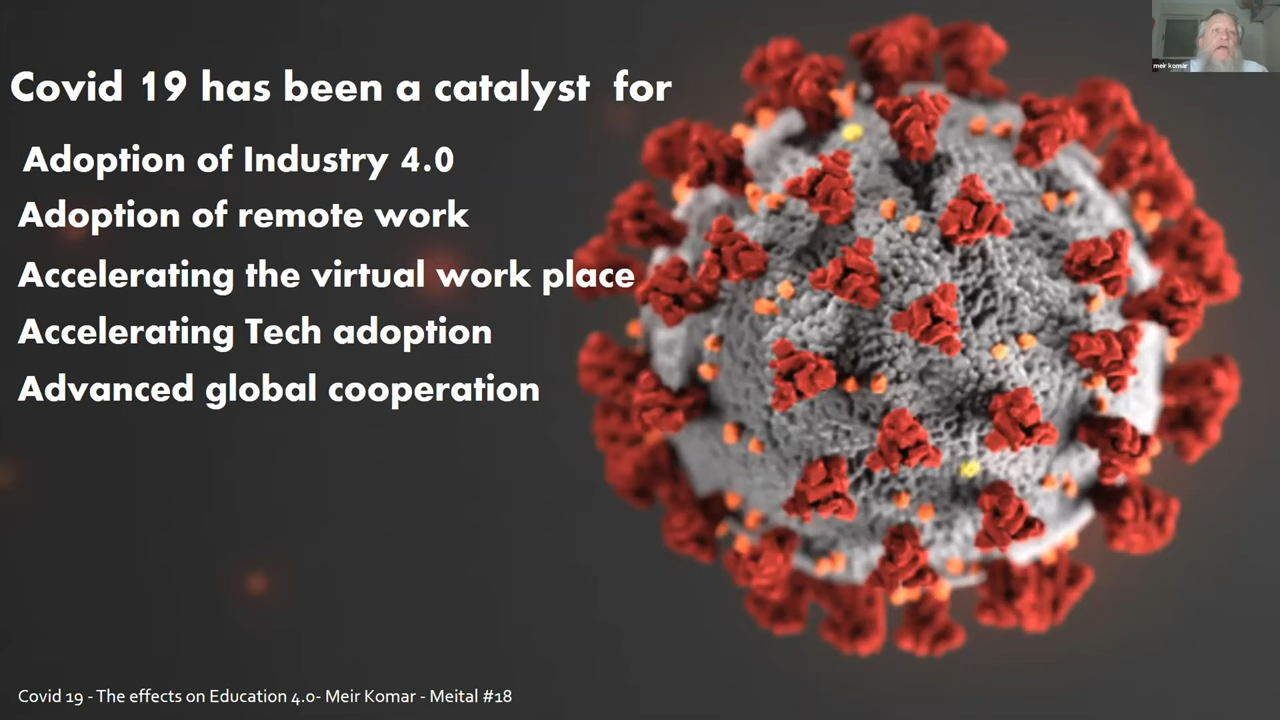 Covid 19 has been a catalyst for
Adoption of Industry 4.0
Adoption of remote work
Accelerating the virtual work place
Accelerating Tech adoption
Advanced global cooperation
Covid 19 - The effects on Education 4.0- Meir Komar - Meital #18
meir komar